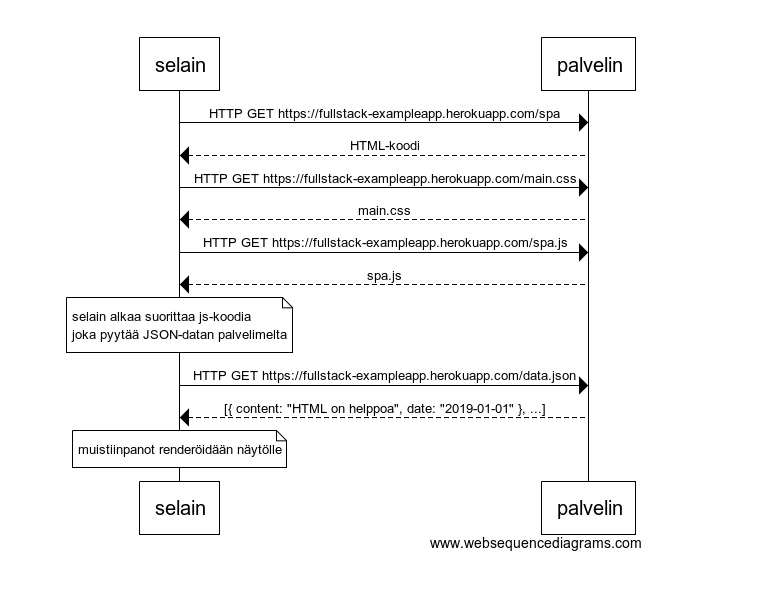 selain
palvelin
HTTP GET https://fullstack-exampleapp.herokuapp.com/spa
HTML-koodi
HTTP GET https://fullstack-exampleapp.herokuapp.com/main.css
main.css
HTTP GET https://fullstack-exampleapp.herokuapp.com/spa.js
spa.js
selain alkaa suorittaa js-koodia
joka pyytää JSON-datan palvelimelta
HTTP GET https://fullstack-exampleapp.herokuapp.com/data.json
[{ content: "HTML on helppoa", date: "2019-01-01" }, ...]
muistiinpanot renderöidään näytölle
selain
palvelin
www.websequencediagrams.com